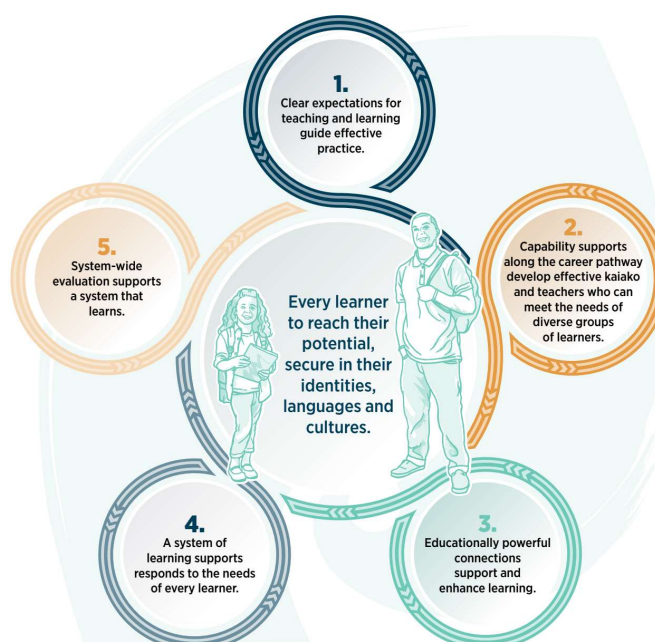 1.
Clear expectations for
teaching and learning
guide effective
practice.
2.
Capability supports
along the career pathway
develop effective kaiako
and teachers who can
meet the needs of
diverse groups
of learners.
3.
Educationally powerful
connections
support and
enhance learning.
4.
A system of
learning supports
responds to the needs
of every learner.
5.
System-wide
evaluation supports
a system that
learns.
Every learner
to reach their
potential,
secure in their
identities,
languages and
cultures.